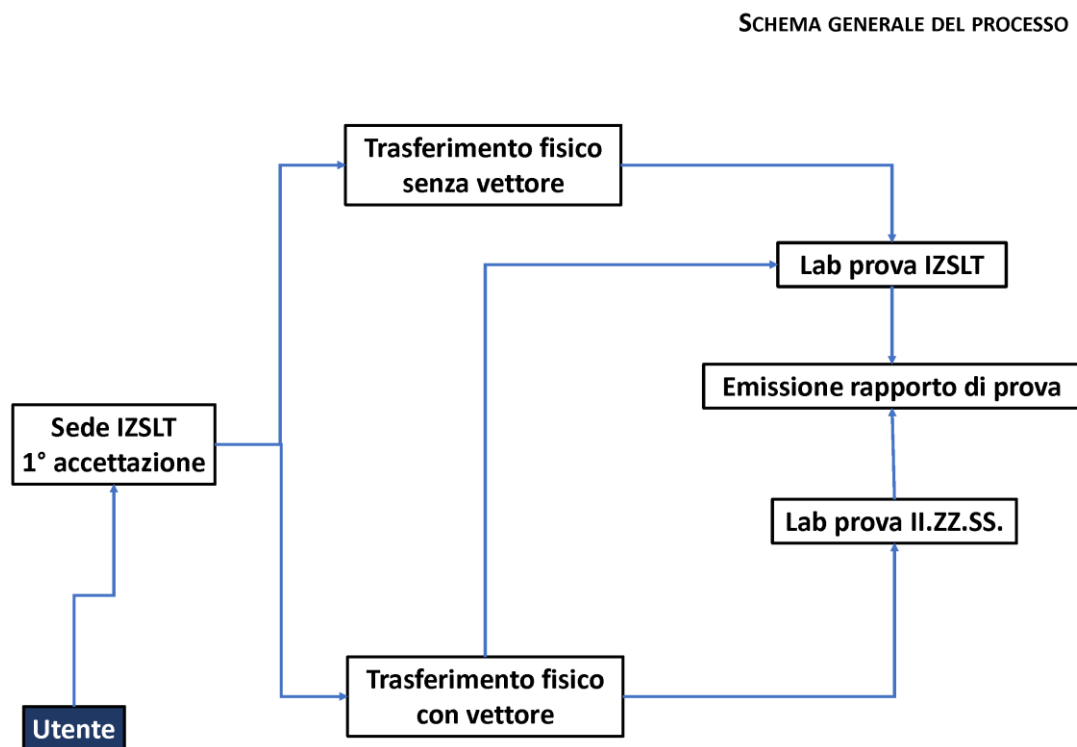 SCHEMA GENERALE DEL PROCESSO
Trasferimento fisico
senza vettore
Lab prova IZSLT
Emissione rapporto di prova
Sede IZSLT
1° accettazione
Lab prova II.ZZ.SS.
Trasferimento fisico
con vettore
Utente